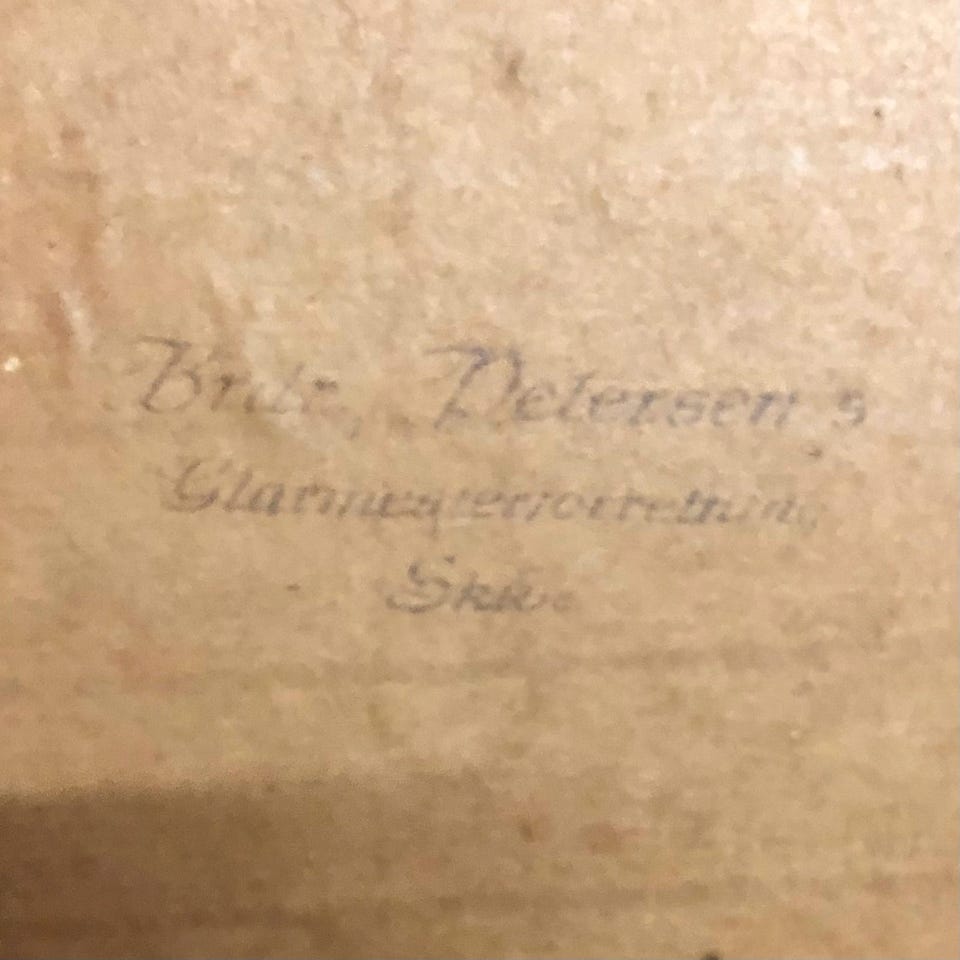 Brdr. Petersen's
Glarmesterforretning
Skive